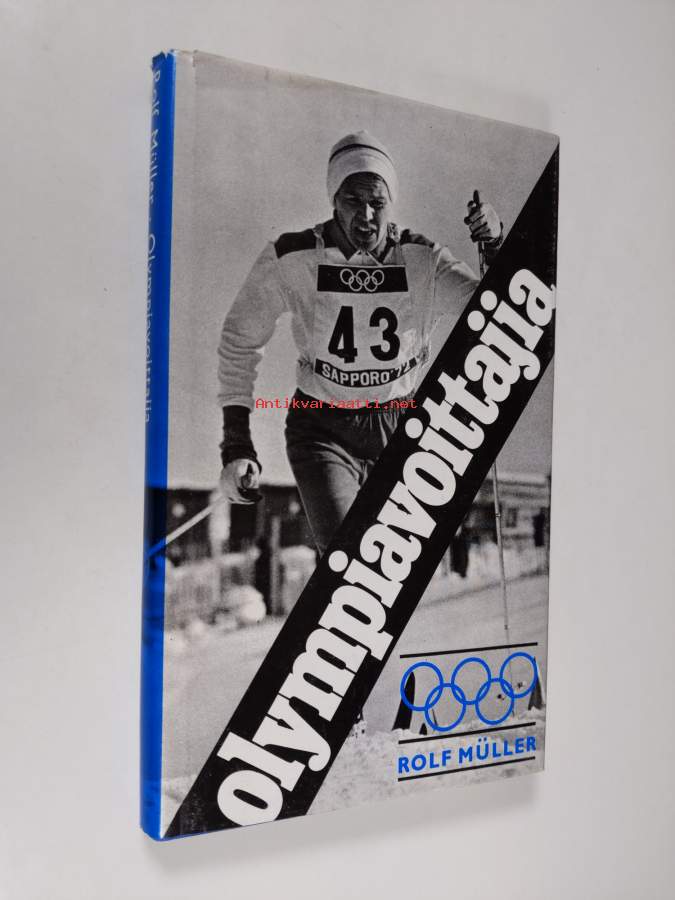 Rolf Müller Olympiavoittajia
43
SAPPORO'72
Antikvariaatti.net
olympiavoittajia
ROLF MÜLLER